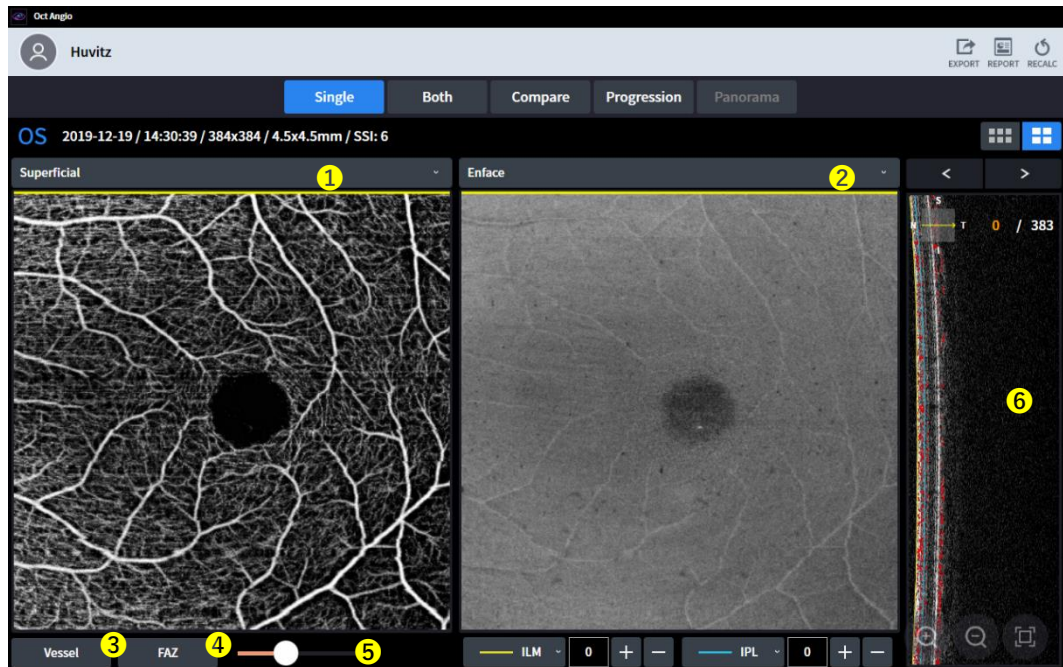 Oct Angio
Huvitz
EXPORT REPORT RECALC
Single Both Compare Progression Panorama
OS 2019-12-19 / 14:30:39 / 384x384 / 4.5x4.5mm / SSI: 6
Superficial 1 Enface 2 < >
S
N T 0 / 383
I
6
Vessel 3 FAZ 4 5 ILM 0 + − IPL 0 + −